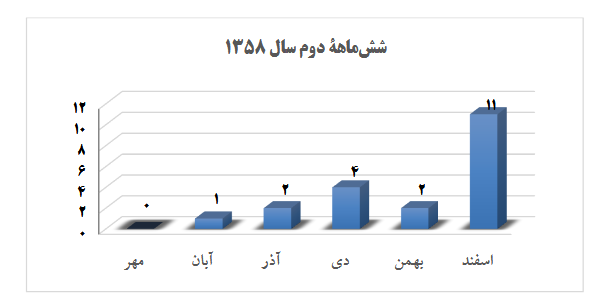 شش‌ماههٔ دوم سال ۱۳۵۸
۱۲
۱۰
۸
۶
۴
۲
۰
۰
۱
۲
۴
۲
۱۱
مهر
آبان
آذر
دی
بهمن
اسفند